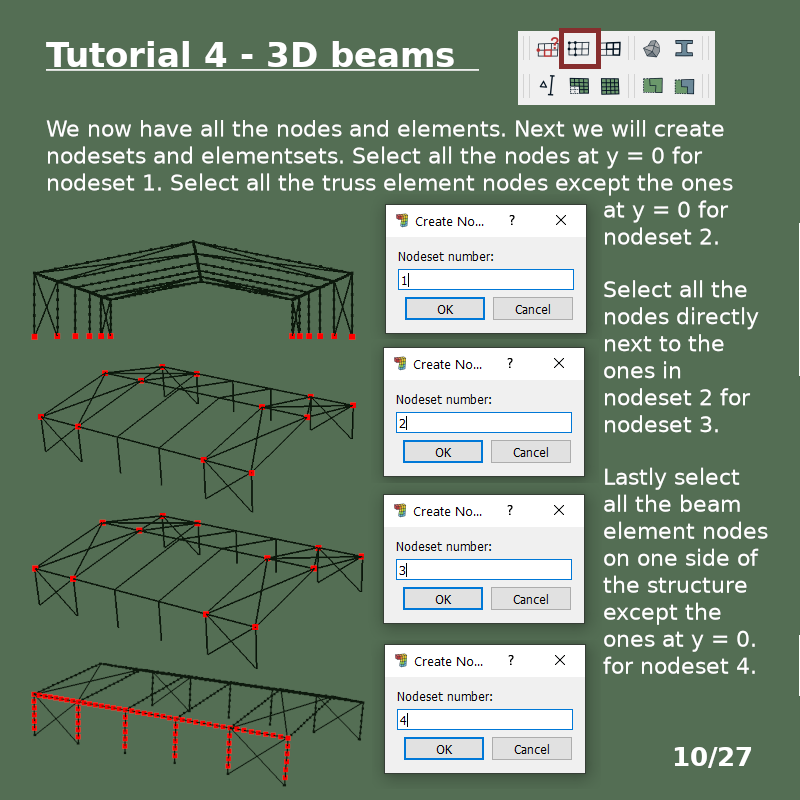 Tutorial 4 - 3D beams
We now have all the nodes and elements. Next we will create
nodesets and elementsets. Select all the nodes at y = 0 for
nodeset 1. Select all the truss element nodes except the ones
at y = 0 for
nodeset 2.
Select all the
nodes directly
next to the
ones in
nodeset 2 for
nodeset 3.
Lastly select
all the beam
element nodes
on one side of
the structure
except the
ones at y = 0.
for nodeset 4.
Create No... ?
Nodeset number:
1
OK Cancel
Create No... ?
Nodeset number:
2
OK Cancel
Create No... ?
Nodeset number:
3
OK Cancel
Create No... ?
Nodeset number:
4
OK Cancel
10/27